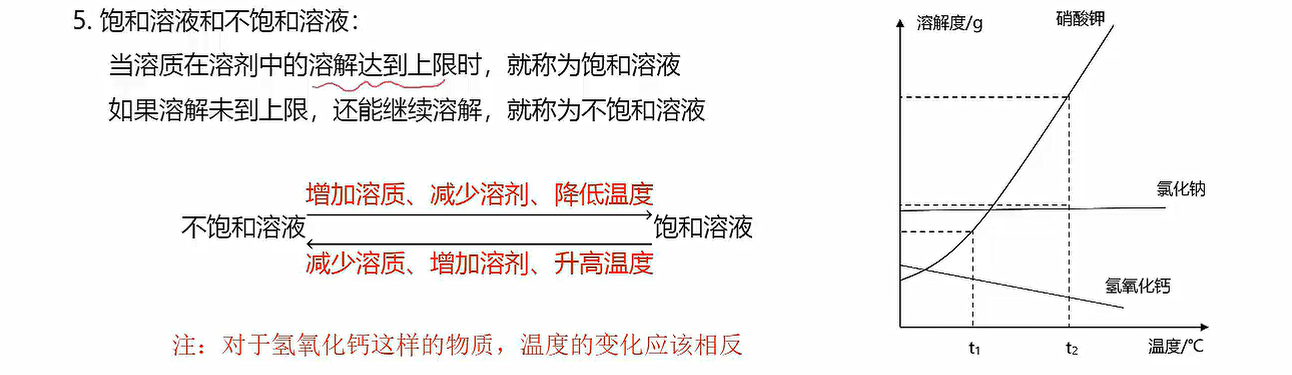 5. 饱和溶液和不饱和溶液：
当溶质在溶剂中的溶解达到上限时，就称为饱和溶液
如果溶解未到上限，还能继续溶解，就称为不饱和溶液
增加溶质、减少溶剂、降低温度
不饱和溶液
饱和溶液
减少溶质、增加溶剂、升高温度
注：对于氢氧化钙这样的物质，温度的变化应该相反
溶解度/g
硝酸钾
氯化钠
氢氧化钙
t₁
t₂
温度/℃